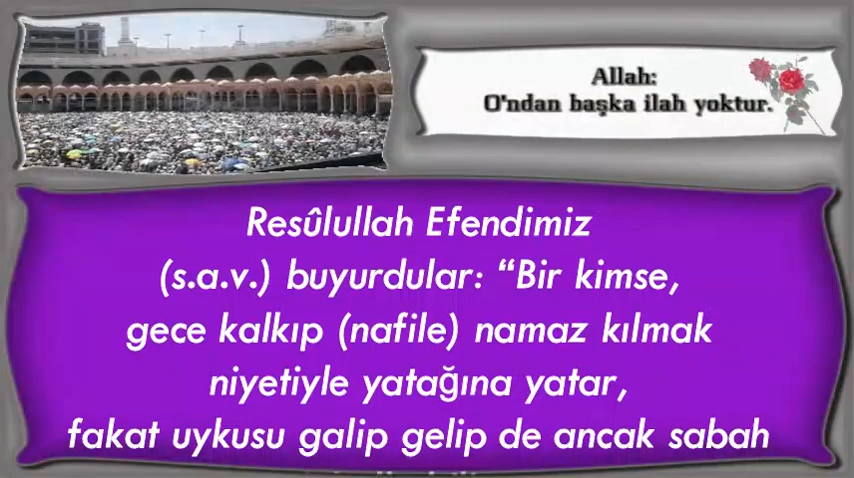 Allah:
O'ndan başka ilah yoktur.
Resûlullah Efendimiz
(s.a.v.) buyurdular: “Bir kimse,
gece kalkıp (nafile) namaz kılmak
niyetiyle yatağına yatar,
fakat uykusu galip gelip de ancak sabah